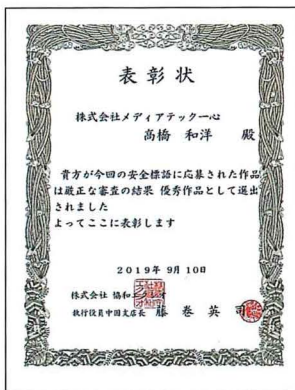 表彰状
株式会社メディアテック一心
高橋 和洋 殿
貴方が今回の安全標語に応募された作品
は厳正な審査の結果 優秀作品として選出
されました
よってここに表彰します
2019年 9月 10日
株式会社 協和エクシオ
執行役員中国支店長 藤 巻 英 司